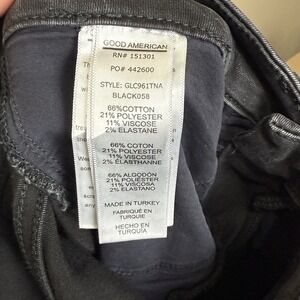 GOOD AMERICAN
RN# 151301
PO# 442600
STYLE: GLC961TNA
BLACK058
66%COTTON
21% POLYESTER
11% VISCOSE
2% ELASTANE
66% COTON
21% POLYESTER
11% VISCOSE
2% ÉLASTHANNE
66% ALGODÓN
21% POLIÉSTER
11% VISCOSA
2% ELASTANO
MADE IN TURKEY
FABRIQUÉ EN
TURQUIE
HECHO EN
TURQUÍA